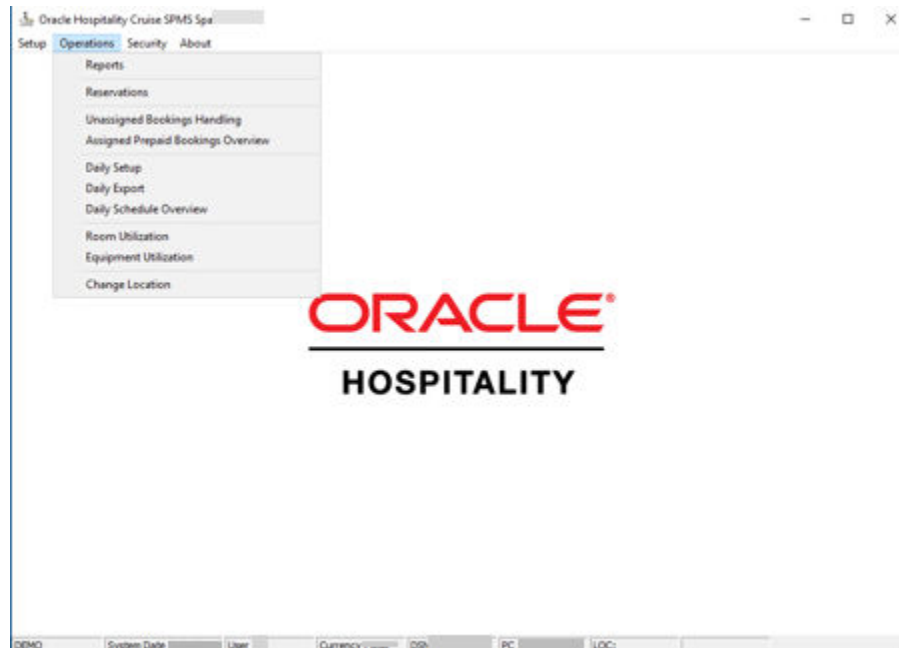 Oracle Hospitality Cruise SPMS Spa
Setup Operations Security About
Reports
Reservations
Unassigned Bookings Handling
Assigned Prepaid Bookings Overview
Daily Setup
Daily Export
Daily Schedule Overview
Room Utilization
Equipment Utilization
Change Location
ORACLE®
HOSPITALITY
DEMO System Date User Currency DSN PC LOC: